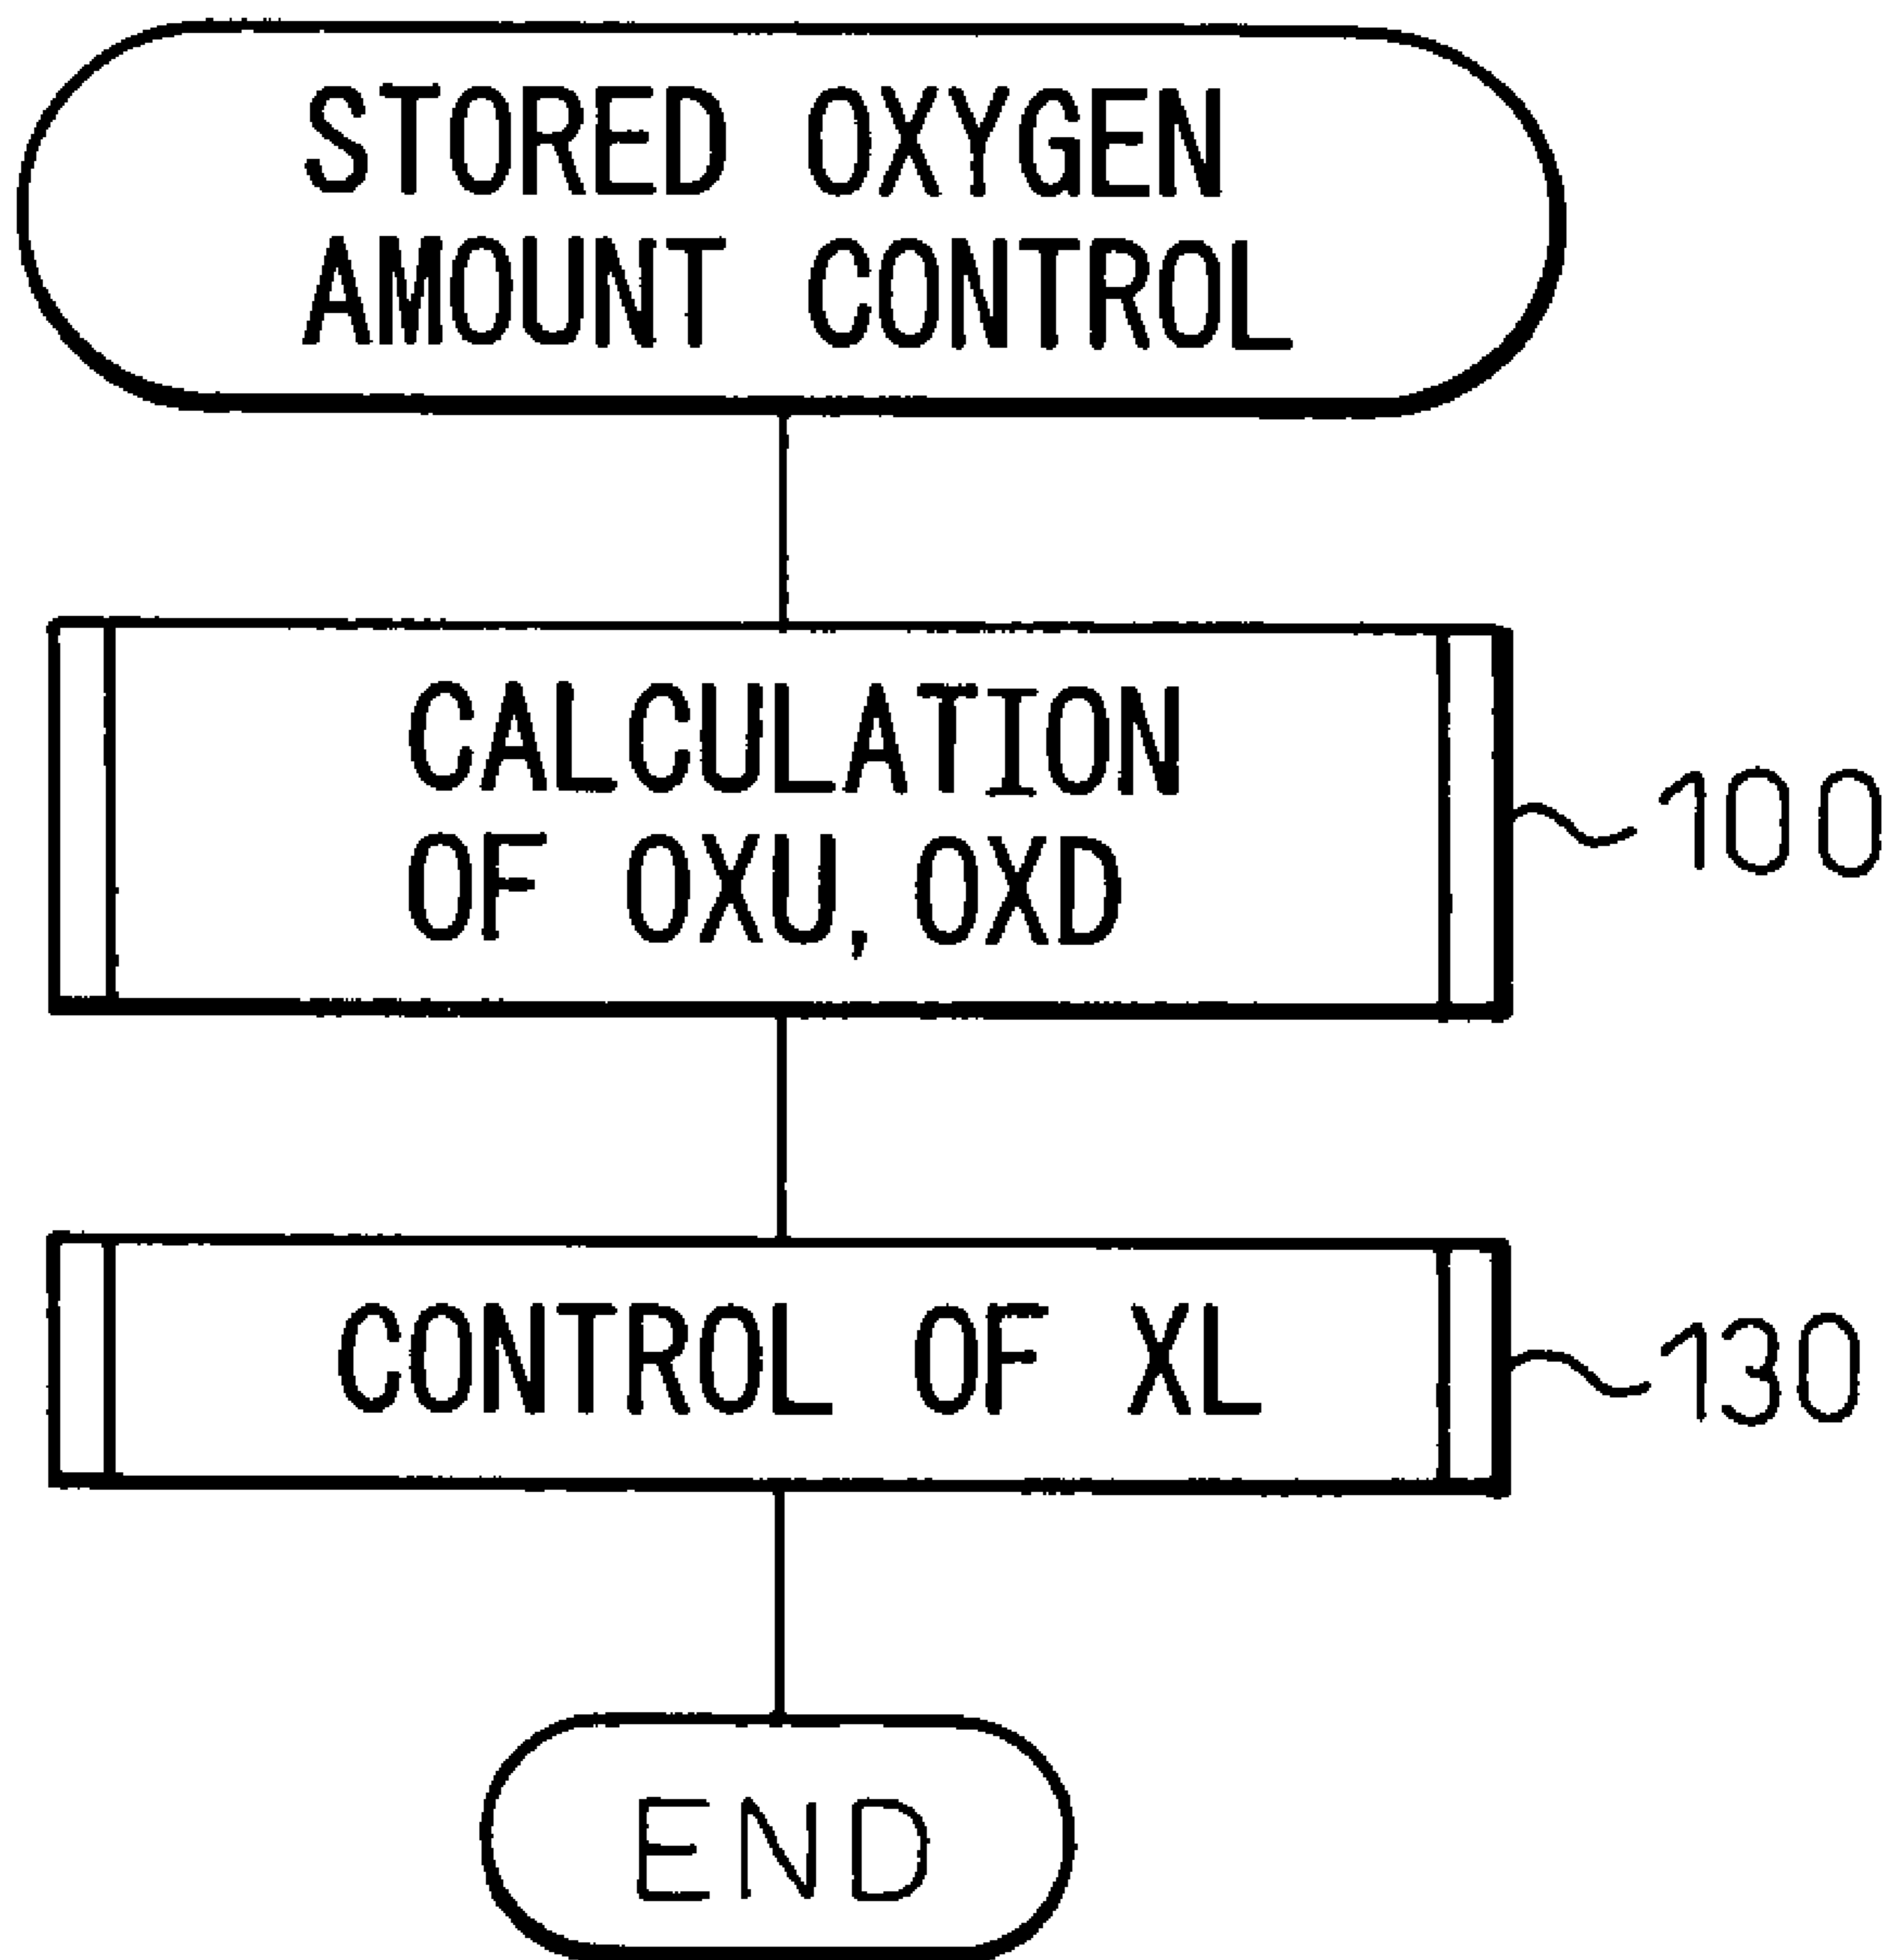 STORED OXYGEN
AMOUNT CONTROL
CALCULATION
OF OXU, OXD
100
CONTROL OF XL
130
END